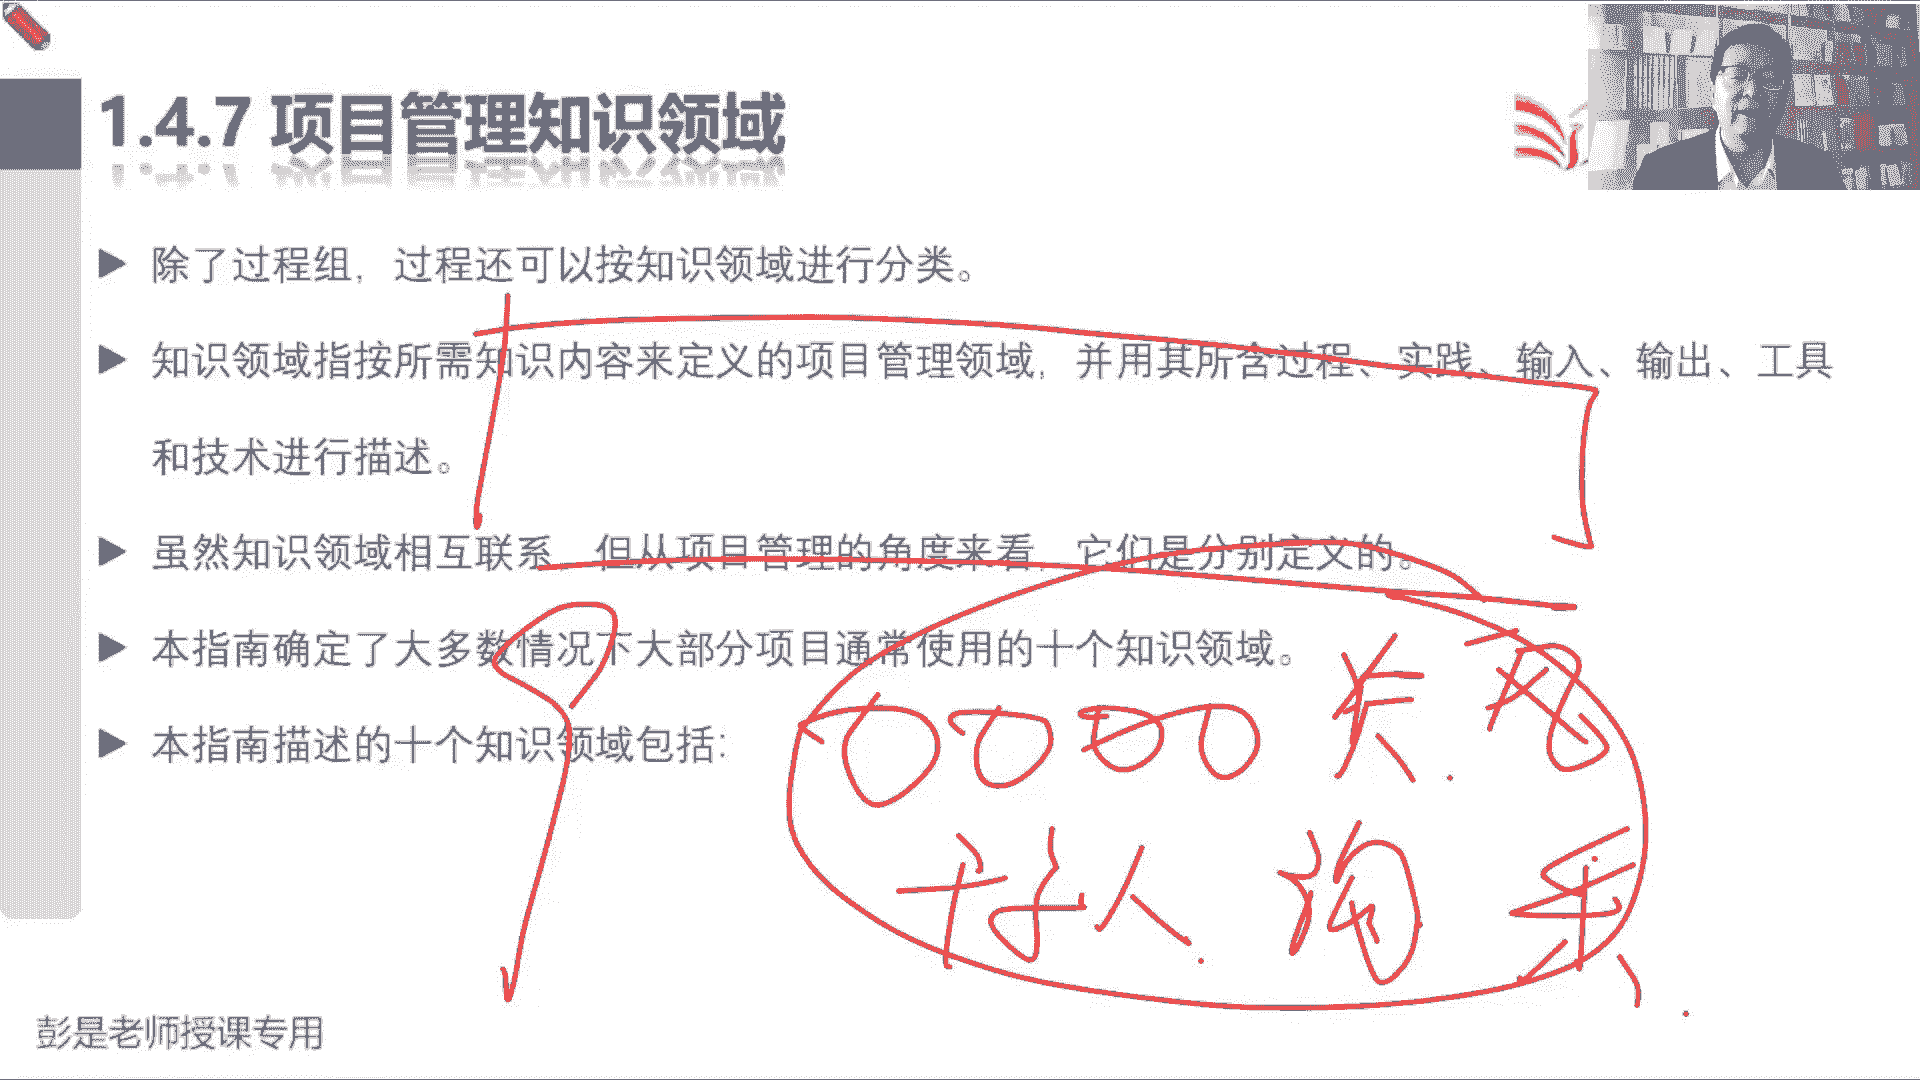 1.4.7 项目管理知识领域
除了过程组，过程还可以按知识领域进行分类。
知识领域指按所需知识内容来定义的项目管理领域，并用其所含过程、实践、输入、输出、工具
和技术进行描述。
虽然知识领域相互联系，但从项目管理的角度来看，它们是分别定义的。
本指南确定了大多数情况下大部分项目通常使用的十个知识领域。
本指南描述的十个知识领域包括：
人 沟
彭是老师授课专用